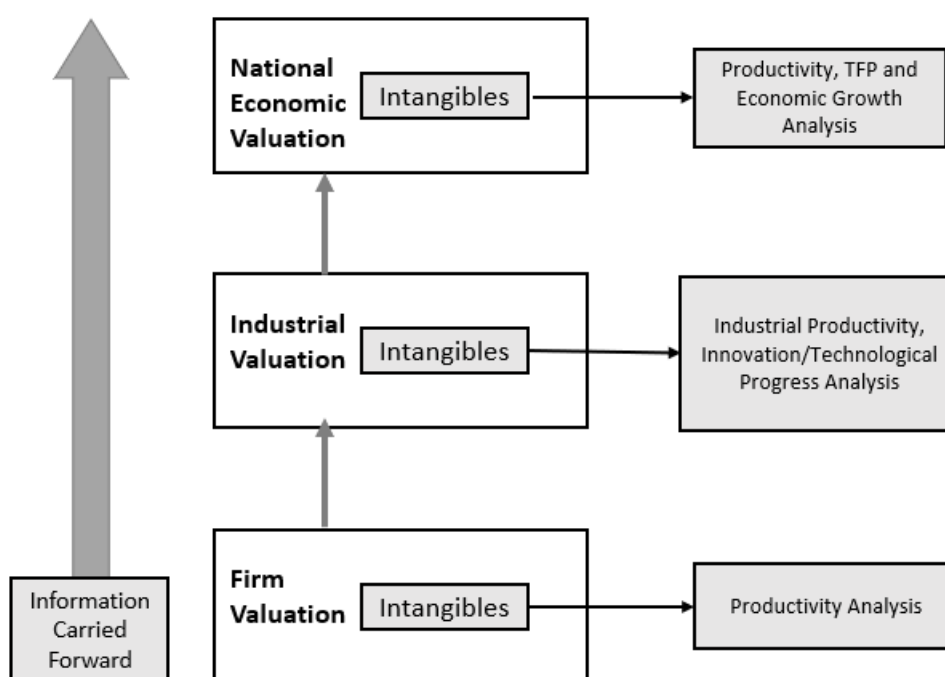 National
Economic
Valuation
Intangibles
Productivity, TFP and
Economic Growth
Analysis
Industrial
Valuation
Intangibles
Industrial Productivity,
Innovation/Technological
Progress Analysis
Firm
Valuation
Intangibles
Productivity Analysis
Information
Carried
Forward